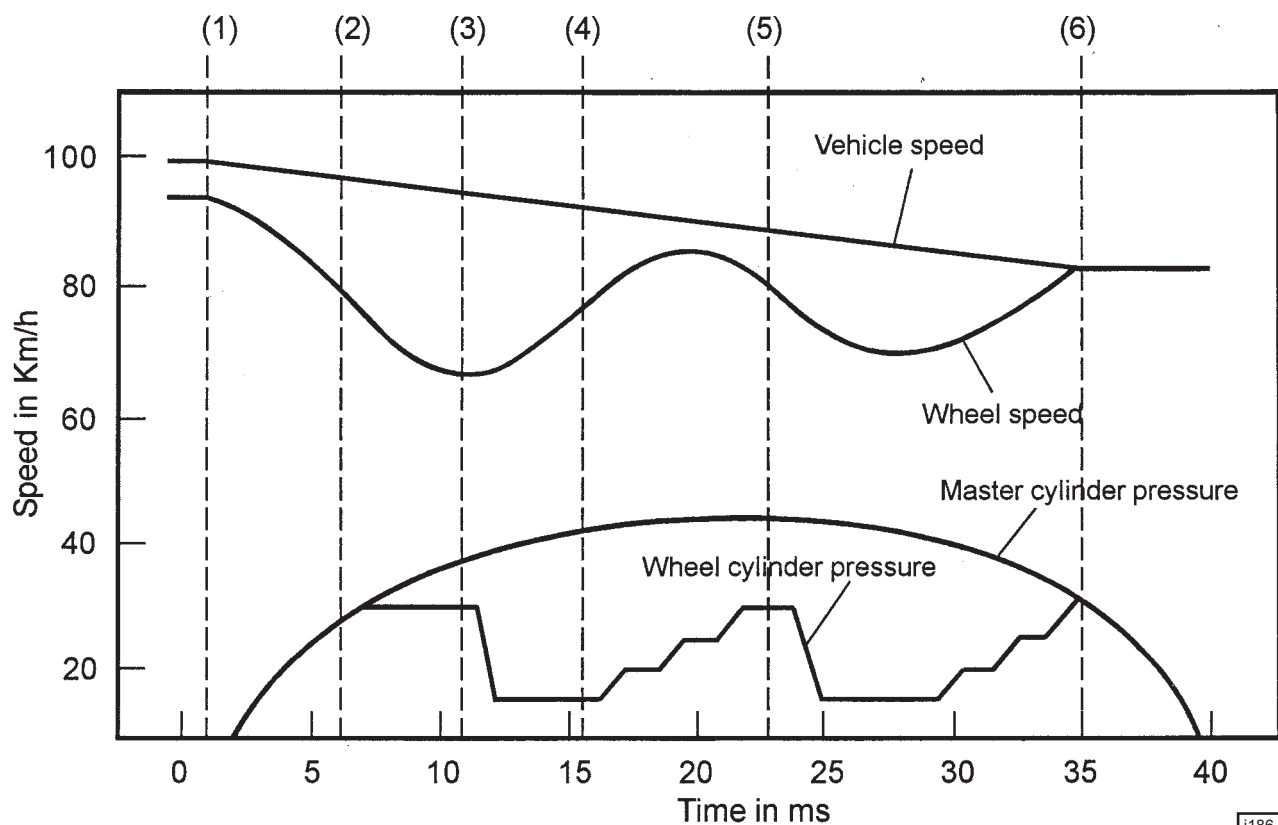 (1) (2) (3) (4) (5) (6)
Vehicle speed
100
80
Wheel speed
60
Speed in Km/h
Master cylinder pressure
40
Wheel cylinder pressure
20
0 5 10 15 20 25 30 35 40
Time in ms
i186